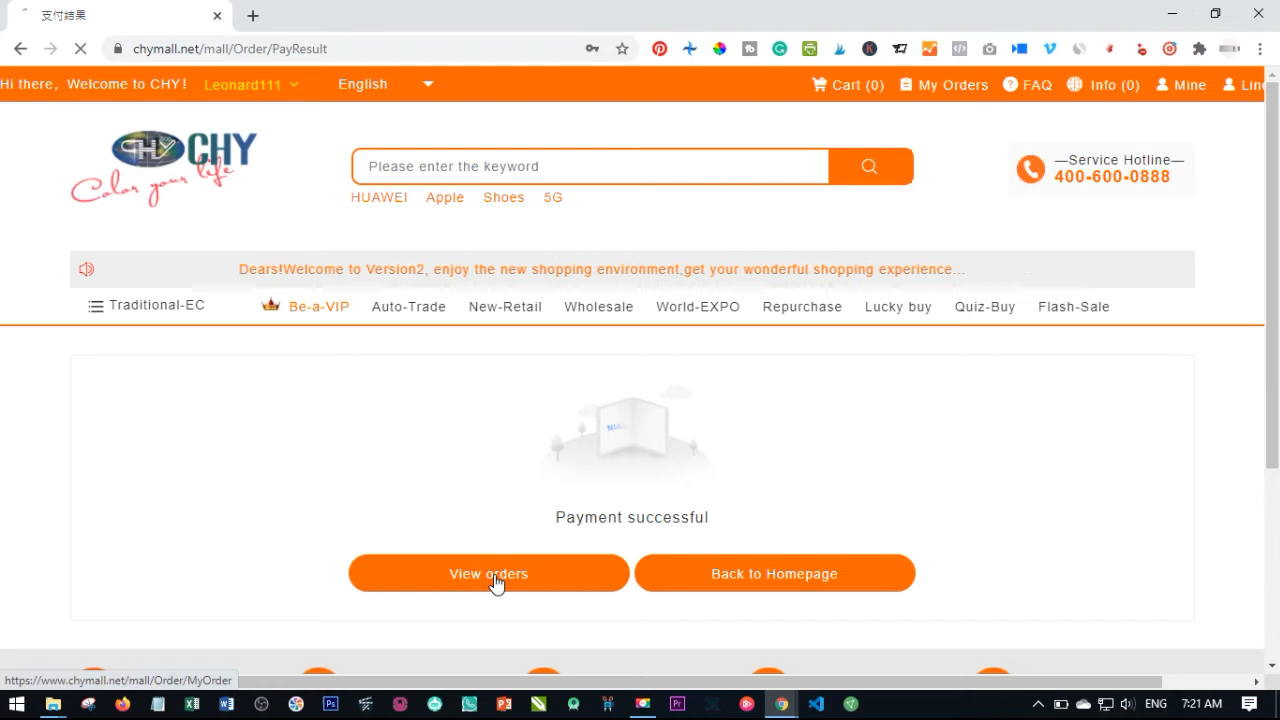 支付结果
chymall.net/mall/Order/PayResult
Hi there, Welcome to CHY! Leonard111 English Cart (0) My Orders FAQ Info (0) Mine Lin
CHY CHY
Color your life
Please enter the keyword
HUAWEI Apple Shoes 5G
—Service Hotline—
400-600-0888
Dears!Welcome to Version2, enjoy the new shopping environment,get your wonderful shopping experience...
Traditional-EC Be-a-VIP Auto-Trade New-Retail Wholesale World-EXPO Repurchase Lucky buy Quiz-Buy Flash-Sale
Payment successful
View orders Back to Homepage
https://www.chymall.net/mall/Order/MyOrder
ENG 7:21 AM